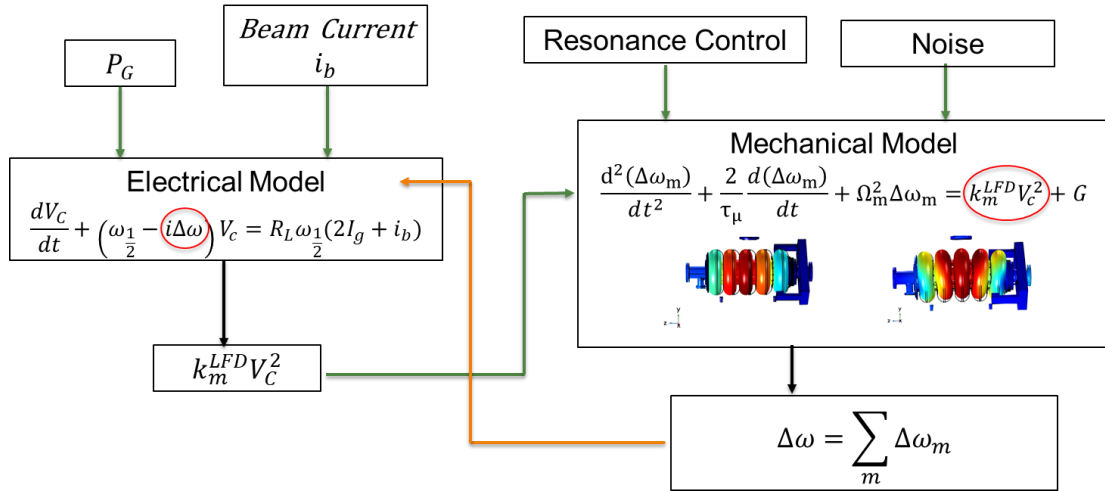 P_G
Beam Current
i_b
Resonance Control
Noise
Electrical Model
dV_C/dt + (ω_{1/2} − iΔω) V_c = R_L ω_{1/2}(2I_g + i_b)
Mechanical Model
d²(Δω_m)/dt² + 2/τ_μ d(Δω_m)/dt + Ω_m² Δω_m = k_m^{LFD} V_c² + G
y
z
x
y
z
x
k_m^{LFD} V_C²
Δω = ∑_m Δω_m